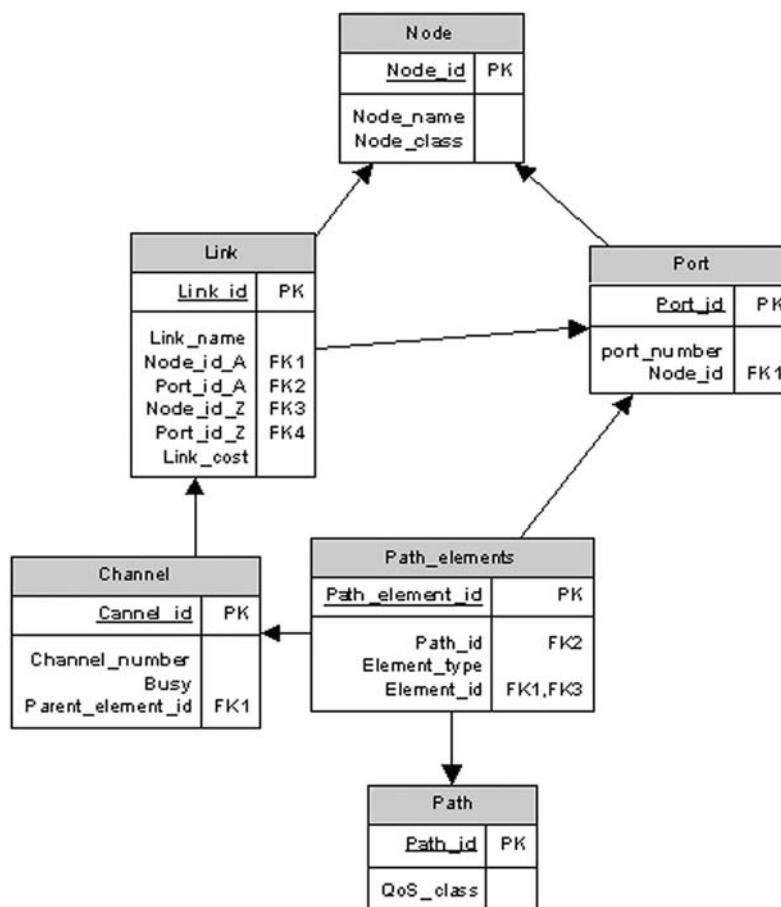 Node
Node_id PK
Node_name
Node_class
Link
Link_id PK
Link_name
Node_id_A FK1
Port_id_A FK2
Node_id_Z FK3
Port_id_Z FK4
Link_cost
Port
Port_id PK
port_number
Node_id FK1
Channel
Cannel_id PK
Channel_number
Busy
Parent_element_id FK1
Path_elements
Path_element_id PK
Path_id FK2
Element_type
Element_id FK1,FK3
Path
Path_id PK
QoS_class